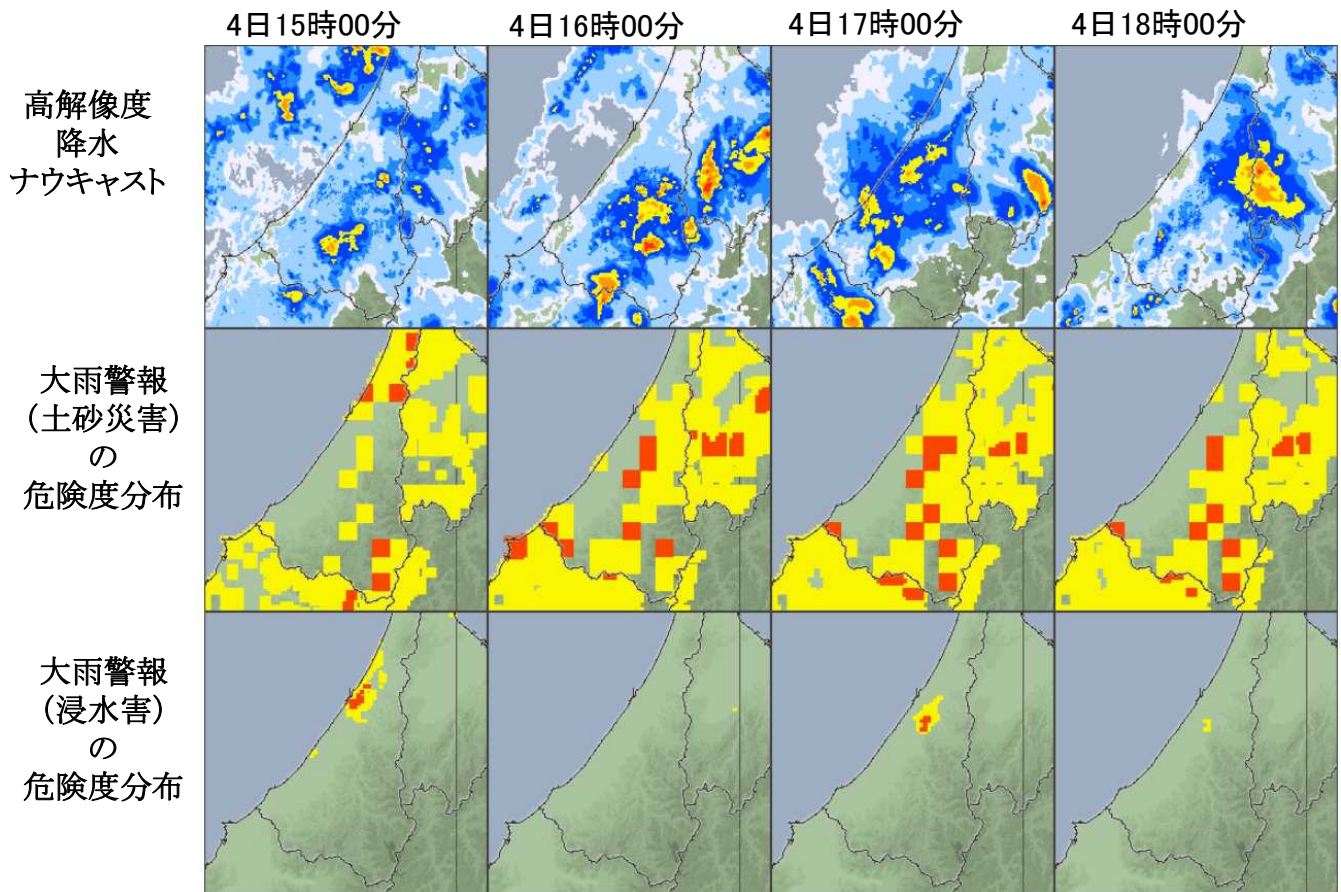 4日15時00分
4日16時00分
4日17時00分
4日18時00分
高解像度
降水
ナウキャスト
大雨警報
(土砂災害)
の
危険度分布
大雨警報
(浸水害)
の
危険度分布